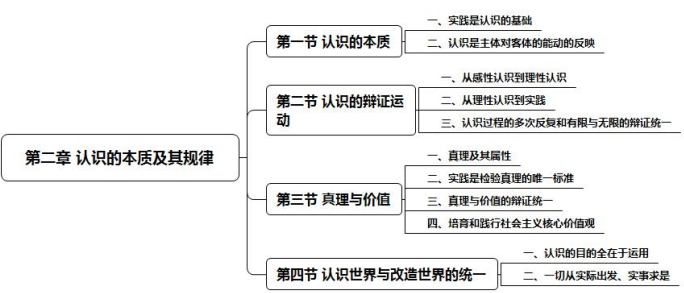 第二章 认识的本质及其规律
第一节 认识的本质
一、实践是认识的基础
二、认识是主体对客体的能动的反映
第二节 认识的辩证运
动
一、从感性认识到理性认识
二、从理性认识到实践
三、认识过程的多次反复和有限与无限的辩证统一
第三节 真理与价值
一、真理及其属性
二、实践是检验真理的唯一标准
三、真理与价值的辩证统一
四、培育和践行社会主义核心价值观
第四节 认识世界与改造世界的统一
一、认识的目的全在于运用
二、一切从实际出发、实事求是